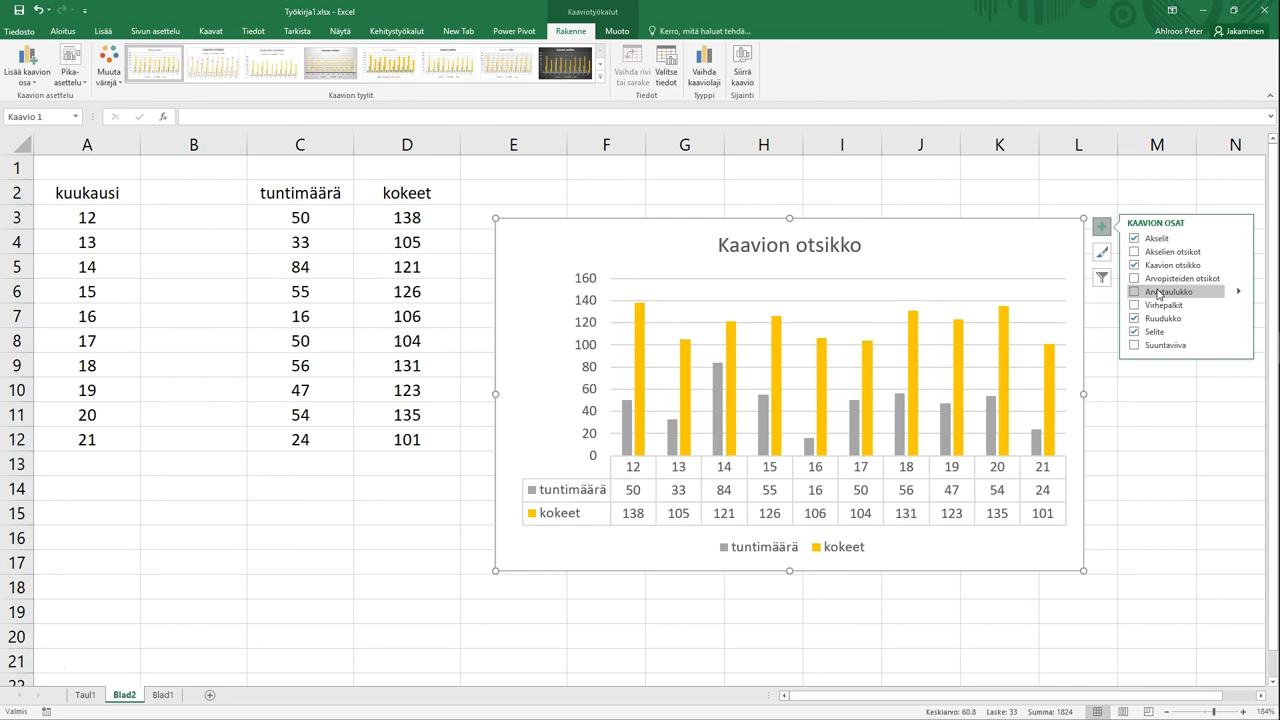 Työkirja1.xlsx - Excel
Kaaviotyökalut
Tiedosto Aloitus Lisää Sivun asettelu Kaavat Tiedot Tarkista Näytä Kehitystyökalut New Tab Power Pivot Rakenne Muoto Kerro, mitä haluat tehdä... Ahlroos Peter Jakaminen
Lisää kaavion osa
Pika-asettelu
Muuta värejä
Vaihda rivi tai sarake
Valitse tiedot
Vaihda kaaviolaji
Siirrä kaavio
Kaavion asettelu Kaavion tyylit Tiedot Tyyppi Sijainti
Kaavio 1 fx
A B C D E F G H I J K L M N
1
2 kuukausi tuntimäärä kokeet
3 12 50 138
4 13 33 105
5 14 84 121
6 15 55 126
7 16 16 106
8 17 50 104
9 18 56 131
10 19 47 123
11 20 54 135
12 21 24 101
13
14
15
16
17
18
19
20
21
22
Kaavion otsikko
160
140
120
100
80
60
40
20
0
12 13 14 15 16 17 18 19 20 21
tuntimäärä 50 33 84 55 16 50 56 47 54 24
kokeet 138 105 121 126 106 104 131 123 135 101
tuntimäärä kokeet
KAAVION OSAT
Akselit
Akselien otsikot
Kaavion otsikko
Arvopisteiden otsikot
Arvotaulukko
Virhepalkit
Ruudukko
Selite
Suuntaviiva
Taul1 Blad2 Blad1
Valmis Keskiarvo: 60.8 Laske: 33 Summa: 1824 184%